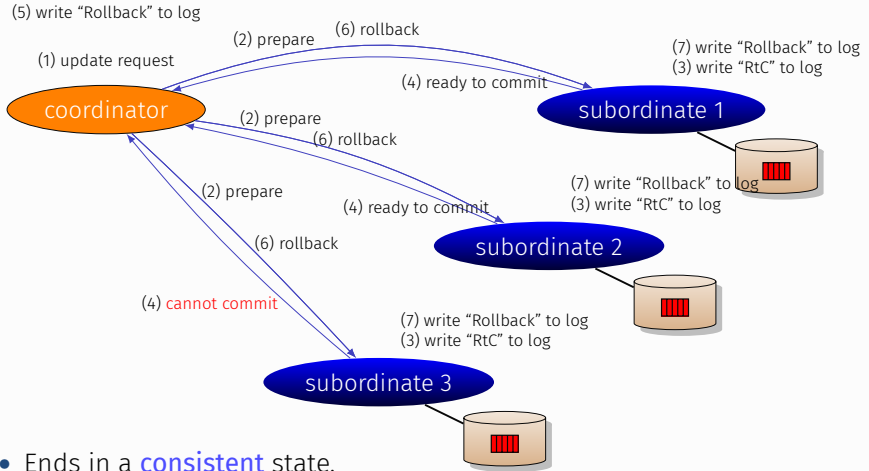 (5) write “Rollback” to log
(1) update request
coordinator
(2) prepare
(6) rollback
(4) ready to commit
(7) write “Rollback” to log
(3) write “RtC” to log
subordinate 1
(2) prepare
(6) rollback
(4) ready to commit
(7) write “Rollback” to log
(3) write “RtC” to log
subordinate 2
(2) prepare
(6) rollback
(4) cannot commit
(7) write “Rollback” to log
(3) write “RtC” to log
subordinate 3
• Ends in a consistent state.